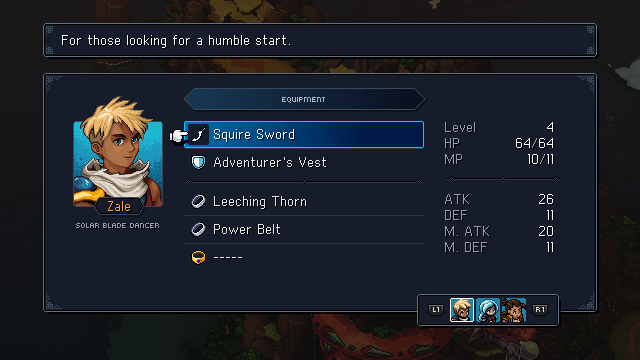 For those looking for a humble start.
EQUIPMENT
Squire Sword
Adventurer's Vest
Leeching Thorn
Power Belt
-----
Zale
SOLAR BLADE DANCER
Level 4
HP 64/64
MP 10/11
ATK 26
DEF 11
M. ATK 20
M. DEF 11
L1 R1